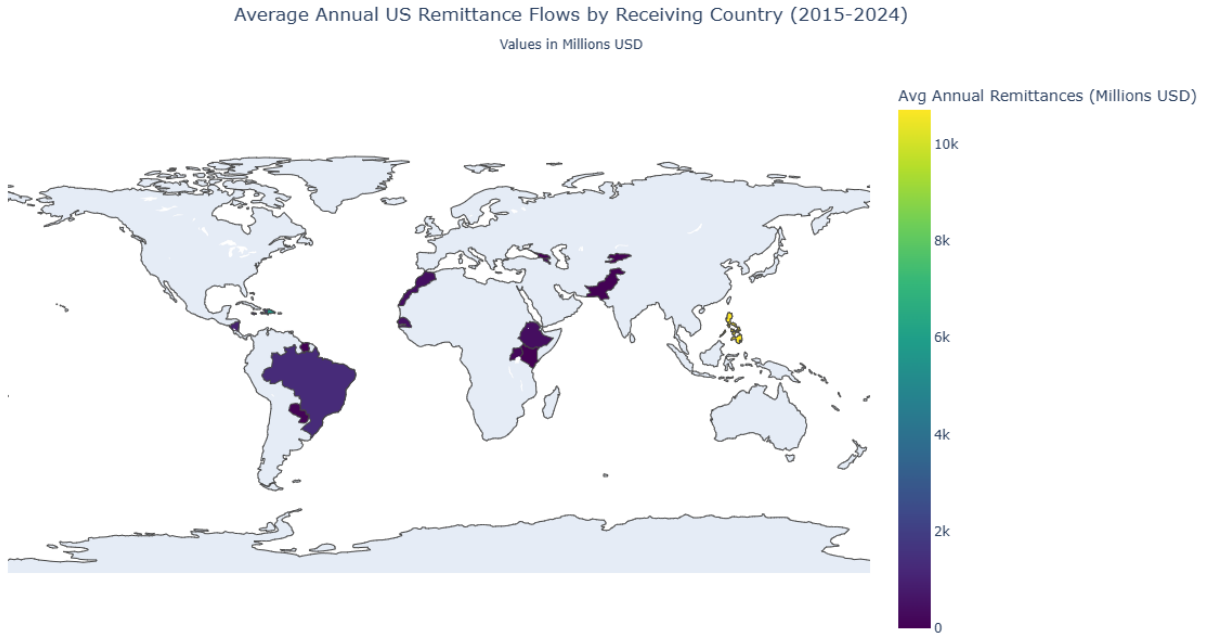 Average Annual US Remittance Flows by Receiving Country (2015-2024)
Values in Millions USD
Avg Annual Remittances (Millions USD)
10k
8k
6k
4k
2k
0